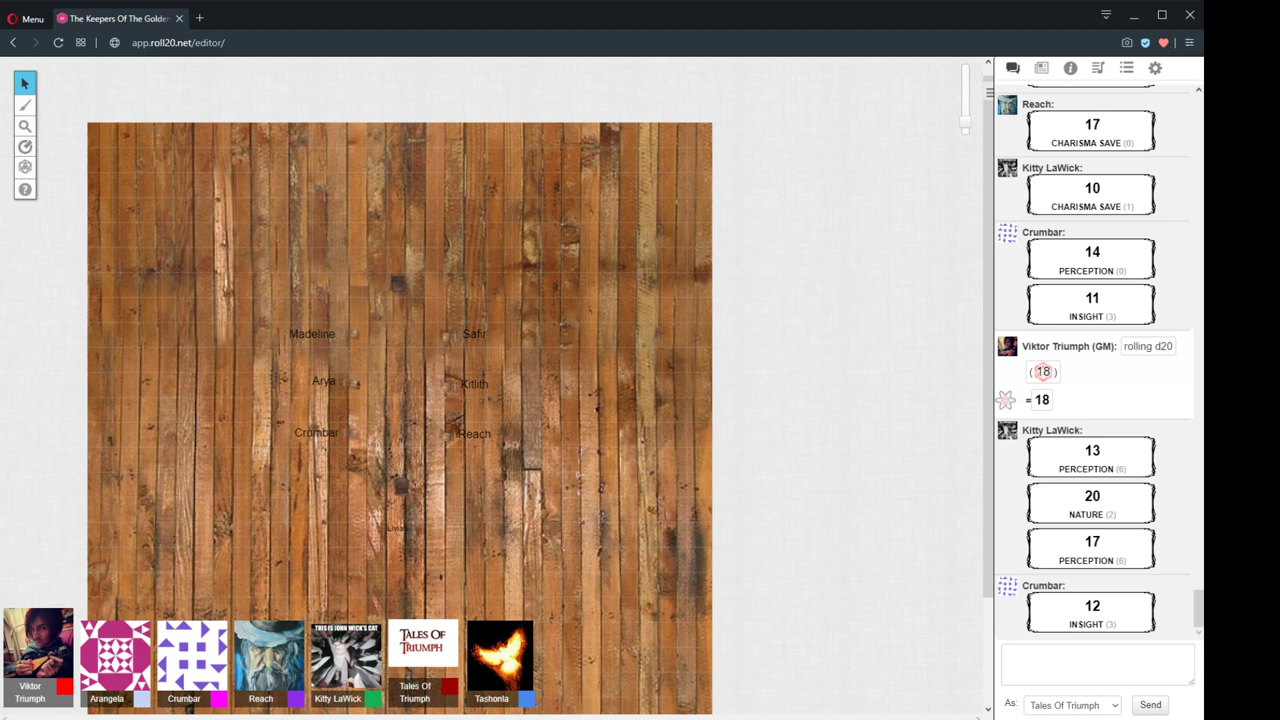 Menu
The Keepers Of The Golden
app.roll20.net/editor/
Reach:
17
CHARISMA SAVE (0)
Kitty LaWick:
10
CHARISMA SAVE (1)
Crumbar:
14
PERCEPTION (0)
11
INSIGHT (3)
Viktor Triumph (GM): rolling d20
(18)
=18
Kitty LaWick:
13
PERCEPTION (6)
20
NATURE (2)
17
PERCEPTION (6)
Crumbar:
12
INSIGHT (3)
As: Tales Of Triumph Send
Madeline Safir
Arya Kitlith
Crumbar Reach
THIS IS JOHN WICK'S CAT
TALES OF
TRIUMPH
Viktor
Triumph
Arangela
Crumbar
Reach
Kitty LaWick
Tales Of
Triumph
Tashonla